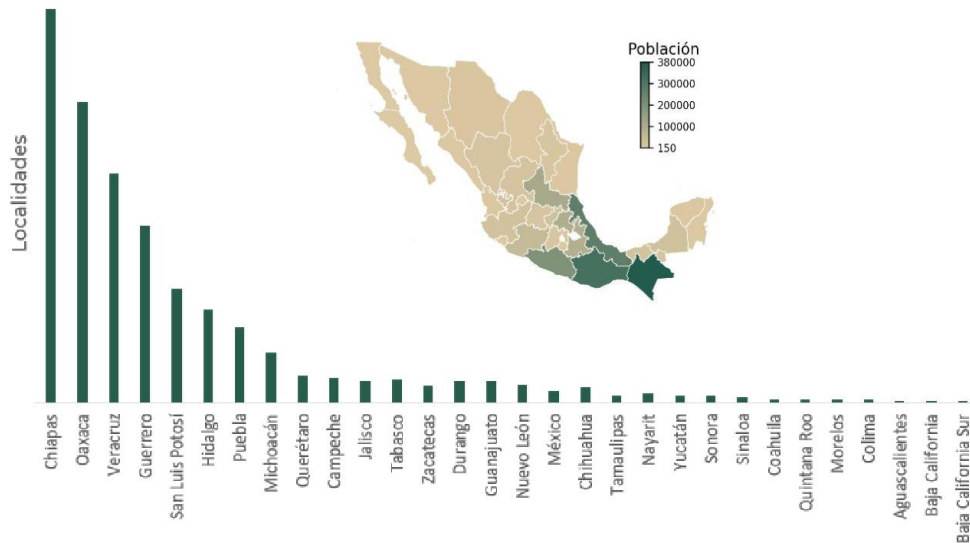 Población
380000
300000
200000
100000
150
Localidades
Chiapas
Oaxaca
Veracruz
Guerrero
San Luis Potosí
Hidalgo
Puebla
Michoacán
Querétaro
Campeche
Jalisco
Tabasco
Zacatecas
Durango
Guanajuato
Nuevo León
México
Chihuahua
Tamaulipas
Nayarit
Yucatán
Sonora
Sinaloa
Coahuila
Quintana Roo
Morelos
Colima
Aguascalientes
Baja California
Baja California Sur